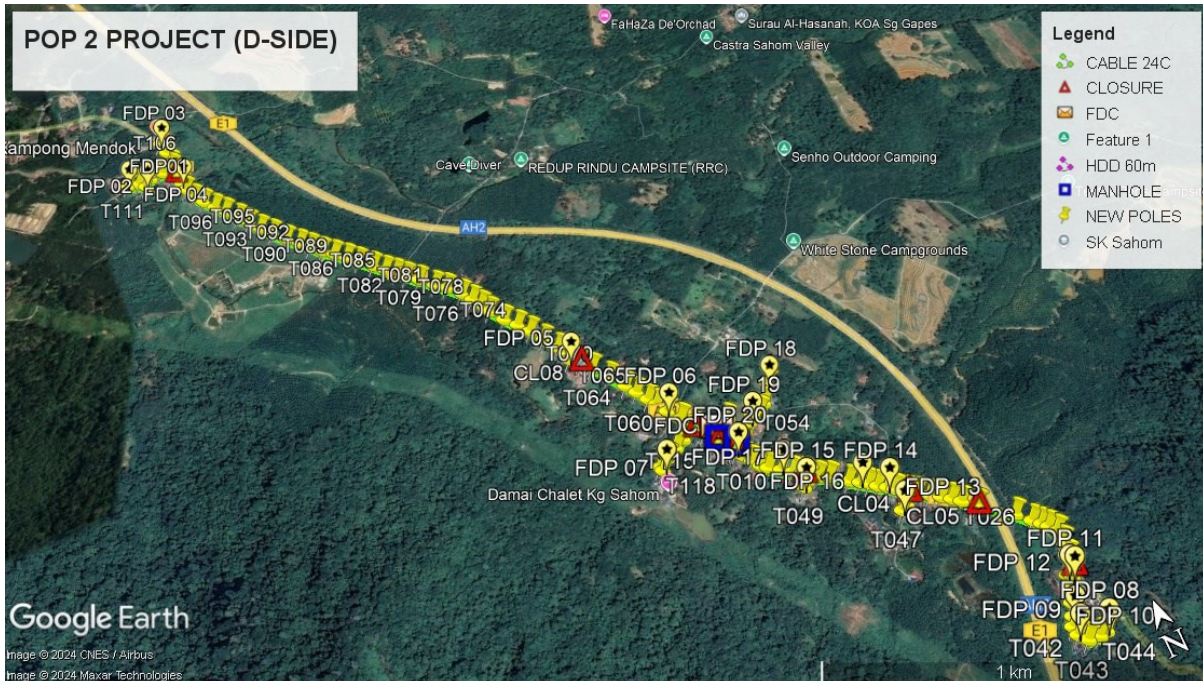 POP 2 PROJECT (D-SIDE)
FaHaZa De'Orchad
Surau Al-Hasanah, KOA Sg Gapes
Castra Sahom Valley
Legend
CABLE 24C
CLOSURE
FDC
Feature 1
HDD 60m
MANHOLE
NEW POLES
SK Sahom
FDP 03
E1
T106
Kampong Mendok
FDP01
FDP 02
FDP 04
T111
Cave Diver
REDUP RINDU CAMPSITE (RRC)
Senho Outdoor Camping
AH2
White Stone Campgrounds
T096
T095
T093
T092
T090
T089
T086
T085
T082
T081
T079
T078
T076
T074
FDP 05
CL08
T065
T064
FDP 18
FDP 06
FDP 19
T060
FDP 20
T054
FDP 07
FDP 17
FDP 15
FDP 14
T118
T010
FDP 16
FDP 13
Damai Chalet Kg Sahom
T049
CL04
CL05
T026
T047
FDP 11
FDP 12
FDP 08
FDP 09
FDP 10
E1
T042
T044
T043
N
Google Earth
Image © 2024 CNES / Airbus
Image © 2024 Maxar Technologies
1 km